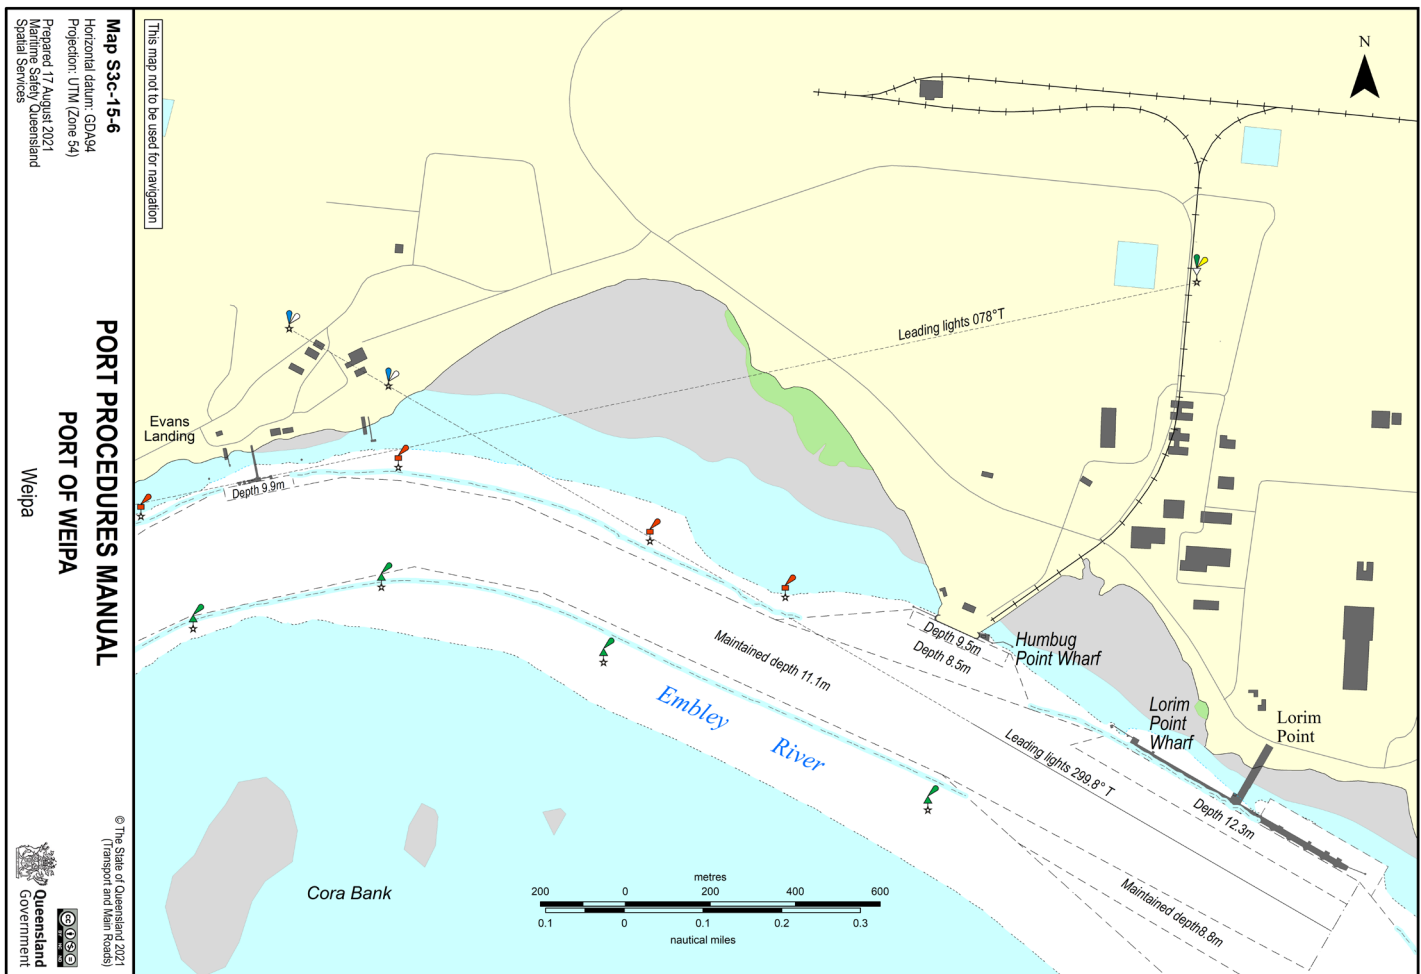 Map S3c-15-6
Horizontal datum: GDA94
Projection: UTM (Zone 54)
Prepared 17 August 2021
Maritime Safety Queensland
Spatial Services
This map not to be used for navigation
PORT PROCEDURES MANUAL
PORT OF WEIPA
Weipa
© The State of Queensland 2021
(Transport and Main Roads)
Queensland
Government
cc
BY NC ND
N
Leading lights 078°T
Evans
Landing
Depth 9.9m
Maintained depth 11.1m
Depth 9.5m
Depth 8.5m
Humbug
Point Wharf
Embley
River
Lorim
Point
Wharf
Lorim
Point
Leading lights 299.8° T
Depth 12.3m
Maintained depth8.8m
Cora Bank
metres
200 0 200 400 600
0.1 0 0.1 0.2 0.3
nautical miles